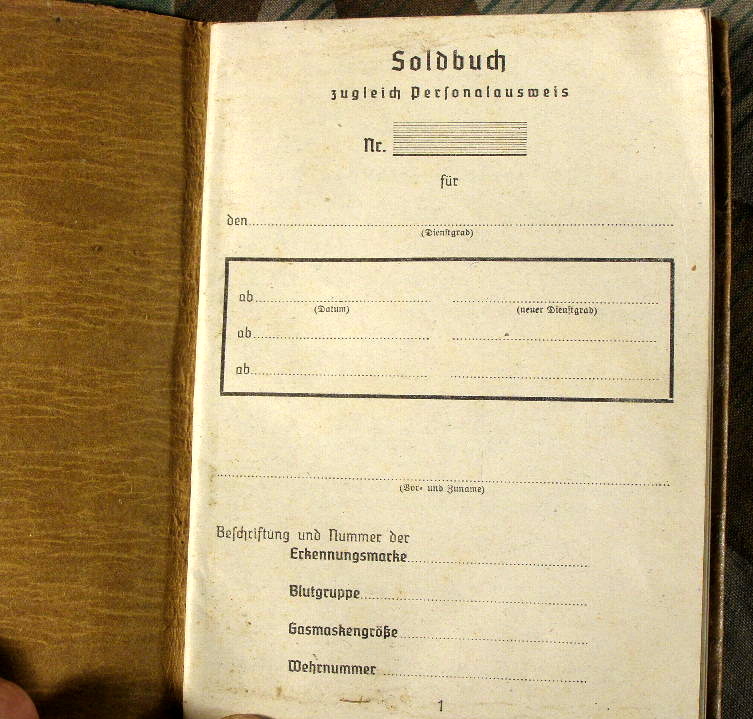 Soldbuch
zugleich Personalausweis
Nr.
für
den
(Dienstgrad)
ab
(Datum) (neuer Dienstgrad)
ab
ab
(Vor- und Zuname)
Beschriftung und Nummer der
Erkennungsmarke
Blutgruppe
Gasmaskengröße
Wehrnummer
1